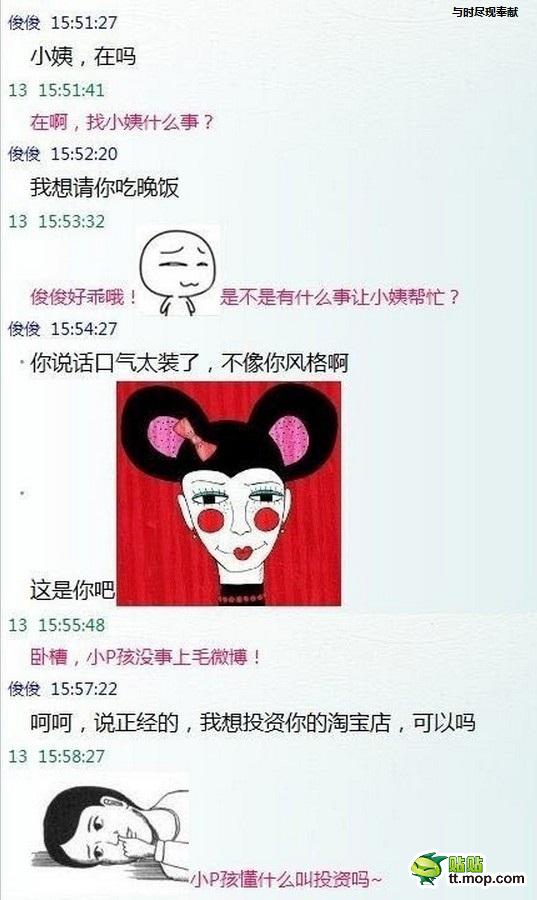 与时尽现奉献
俊俊 15:51:27
小姨，在吗
13 15:51:41
在啊，找小姨什么事？
俊俊 15:52:20
我想请你吃晚饭
13 15:53:32
俊俊好乖哦！是不是有什么事让小姨帮忙？
俊俊 15:54:27
你说话口气太装了，不像你风格啊
这是你吧
13 15:55:48
卧槽，小P孩没事上毛微博！
俊俊 15:57:22
呵呵，说正经的，我想投资你的淘宝店，可以吗
13 15:58:27
小P孩懂什么叫投资吗~
贴贴
tt.mop.com